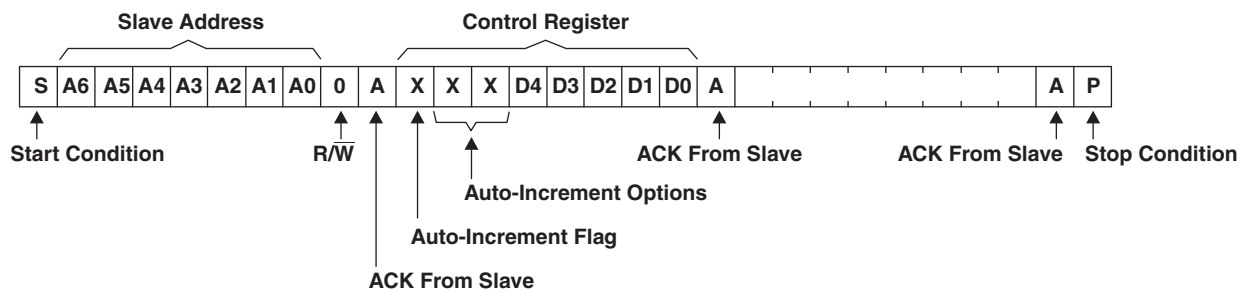 Slave Address Control Register
S A6 A5 A4 A3 A2 A1 A0 0 A X X X D4 D3 D2 D1 D0 A A P
Start Condition R/W̅ ACK From Slave ACK From Slave Stop Condition
Auto-Increment Options
Auto-Increment Flag
ACK From Slave